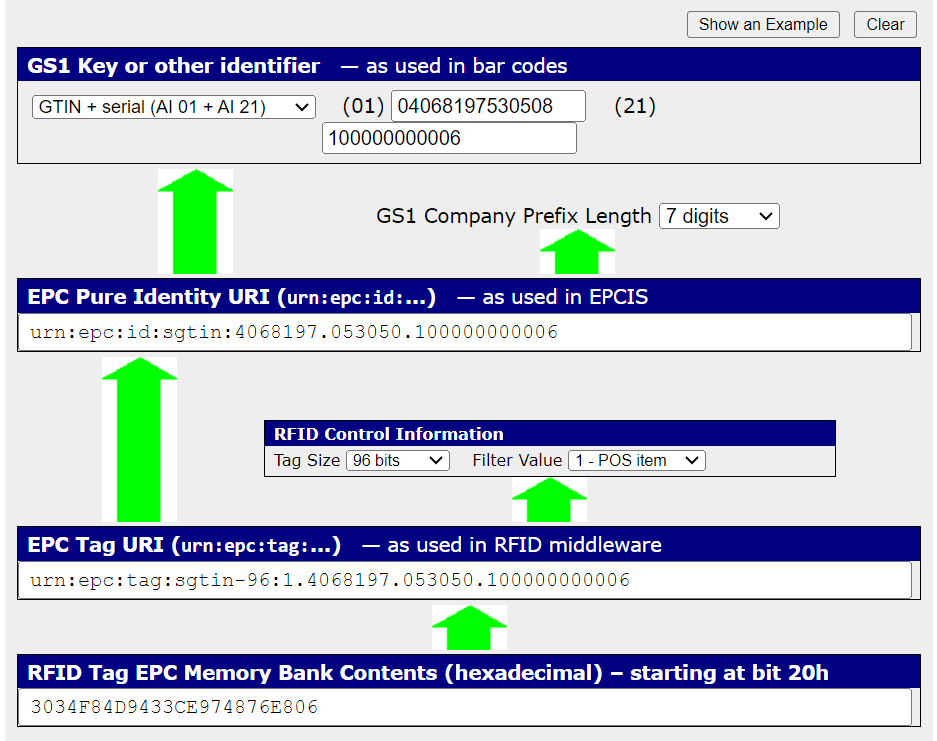 Show an Example Clear
GS1 Key or other identifier — as used in bar codes
GTIN + serial (AI 01 + AI 21) (01) 04068197530508 (21)
100000000006
GS1 Company Prefix Length 7 digits
EPC Pure Identity URI (urn:epc:id:...) — as used in EPCIS
urn:epc:id:sgtin:4068197.053050.100000000006
RFID Control Information
Tag Size 96 bits Filter Value 1 - POS item
EPC Tag URI (urn:epc:tag:...) — as used in RFID middleware
urn:epc:tag:sgtin-96:1.4068197.053050.100000000006
RFID Tag EPC Memory Bank Contents (hexadecimal) – starting at bit 20h
3034F84D9433CE974876E806